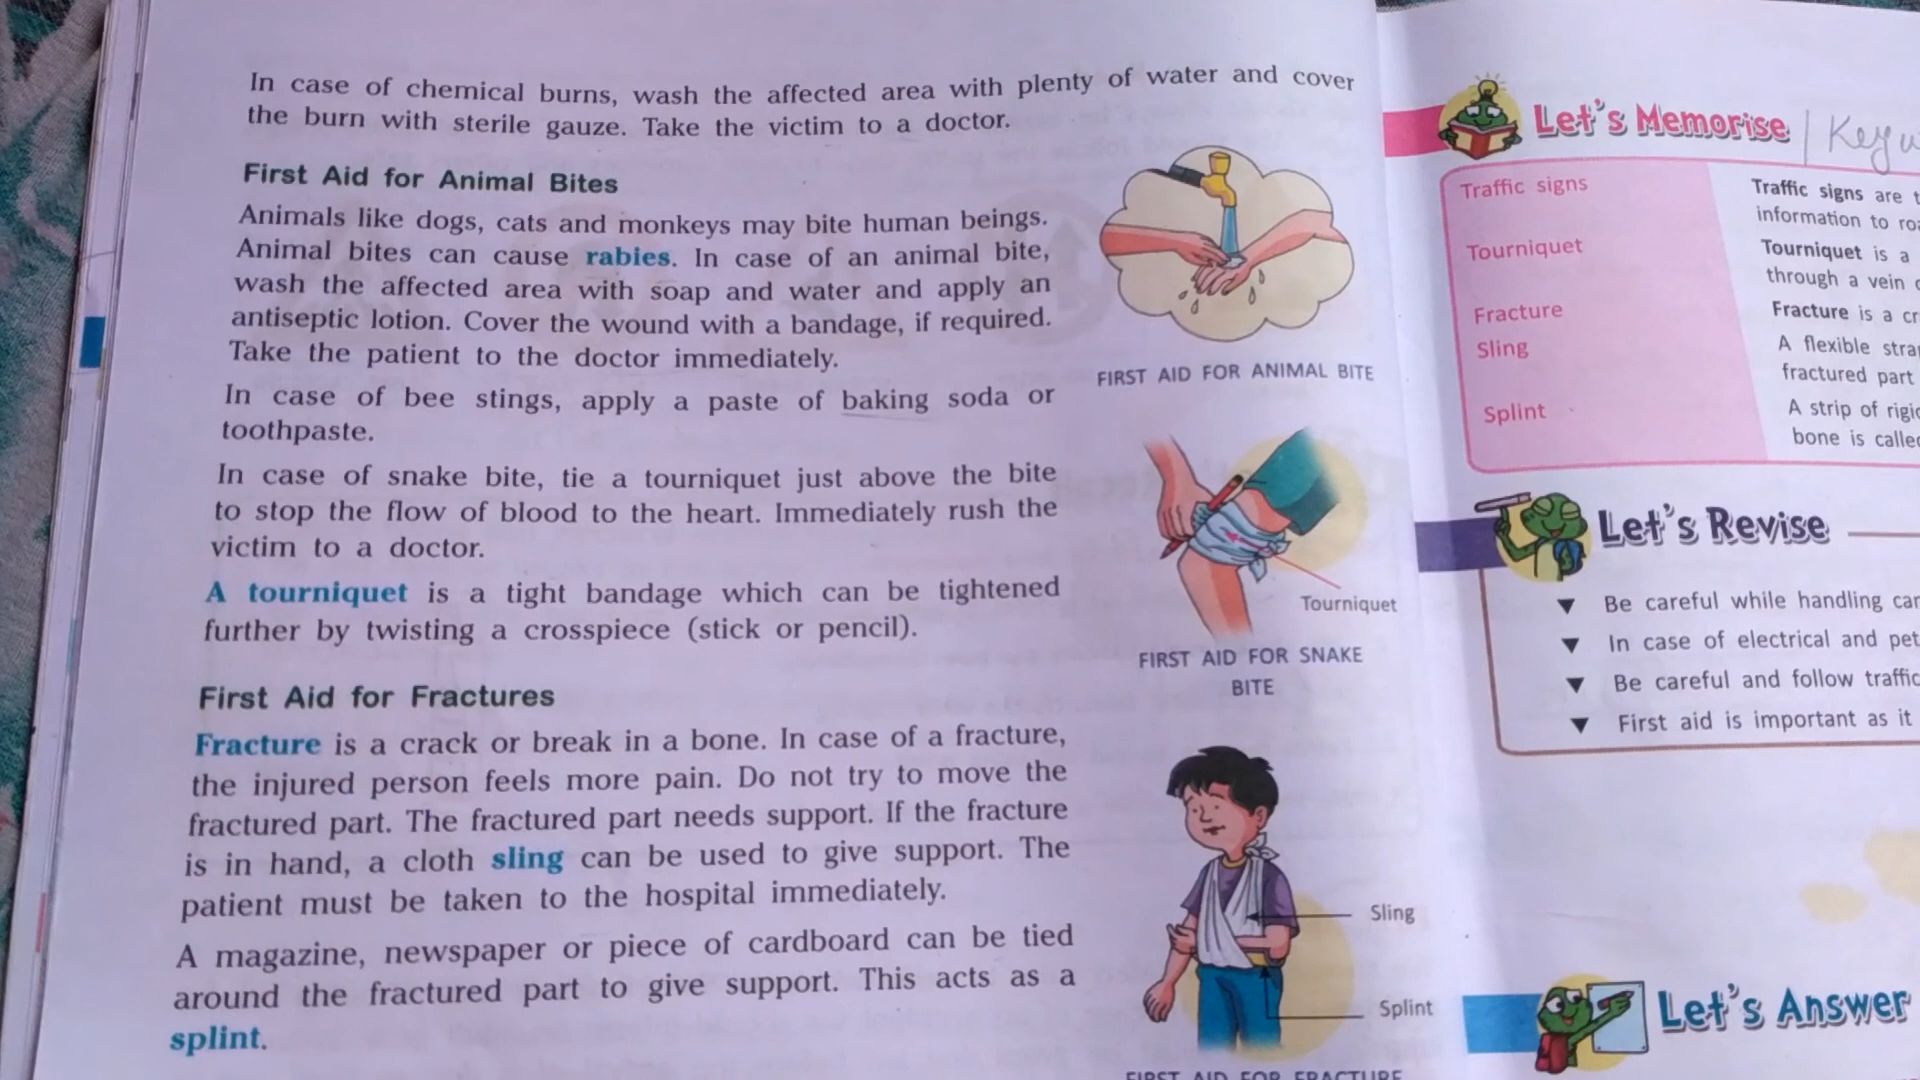 In case of chemical burns, wash the affected area with plenty of water and cover
the burn with sterile gauze. Take the victim to a doctor.
First Aid for Animal Bites
Animals like dogs, cats and monkeys may bite human beings.
Animal bites can cause rabies. In case of an animal bite,
wash the affected area with soap and water and apply an
antiseptic lotion. Cover the wound with a bandage, if required.
Take the patient to the doctor immediately.
In case of bee stings, apply a paste of baking soda or
toothpaste.
In case of snake bite, tie a tourniquet just above the bite
to stop the flow of blood to the heart. Immediately rush the
victim to a doctor.
A tourniquet is a tight bandage which can be tightened
further by twisting a crosspiece (stick or pencil).
First Aid for Fractures
Fracture is a crack or break in a bone. In case of a fracture,
the injured person feels more pain. Do not try to move the
fractured part. The fractured part needs support. If the fracture
is in hand, a cloth sling can be used to give support. The
patient must be taken to the hospital immediately.
A magazine, newspaper or piece of cardboard can be tied
around the fractured part to give support. This acts as a
splint.
FIRST AID FOR ANIMAL BITE
Tourniquet
FIRST AID FOR SNAKE
BITE
Sling
Splint
FIRST AID FOR FRACTURE
Let's Memorise
Key
Traffic signs
Traffic signs are
information to
Tourniquet
Tourniquet is a
through a vein
Fracture
Fracture is a
Sling
A flexible
fractured part
Splint
A strip of
bone is
Let's Revise
▼ Be careful while handling
▼ In case of electrical and
▼ Be careful and follow
▼ First aid is important as it
Let's Answer